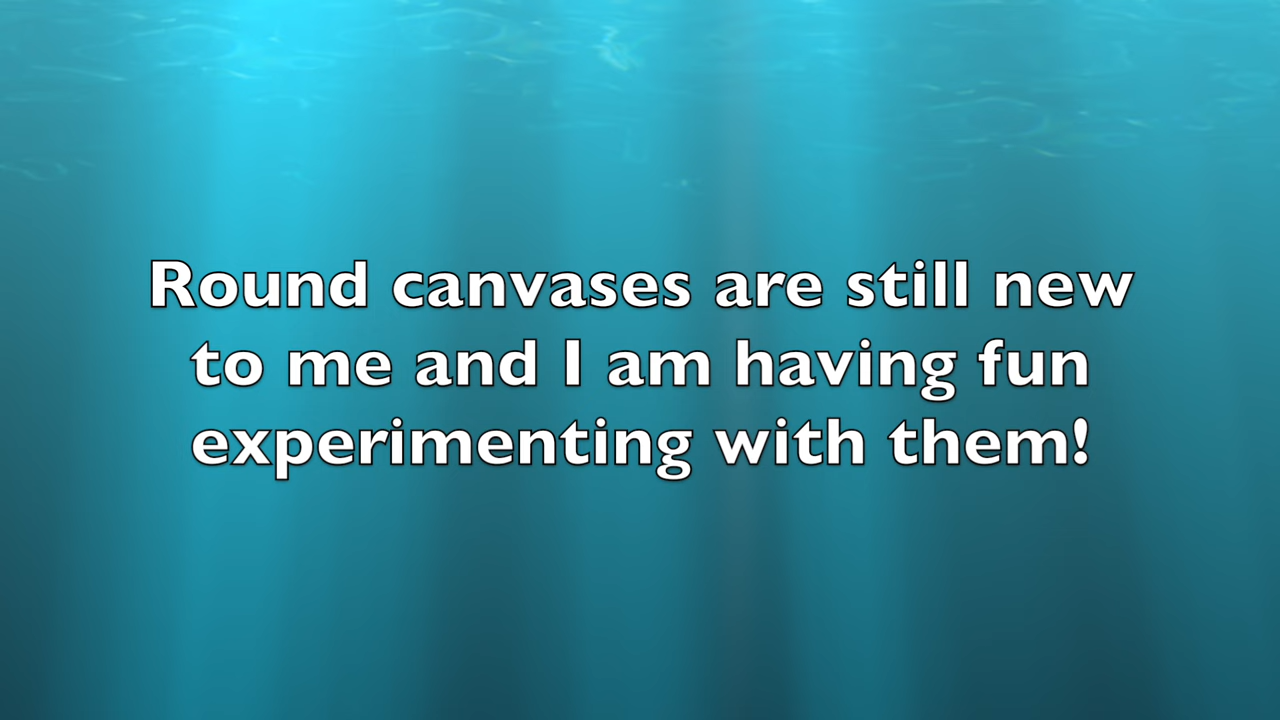 Round canvases are still new
to me and I am having fun
experimenting with them!